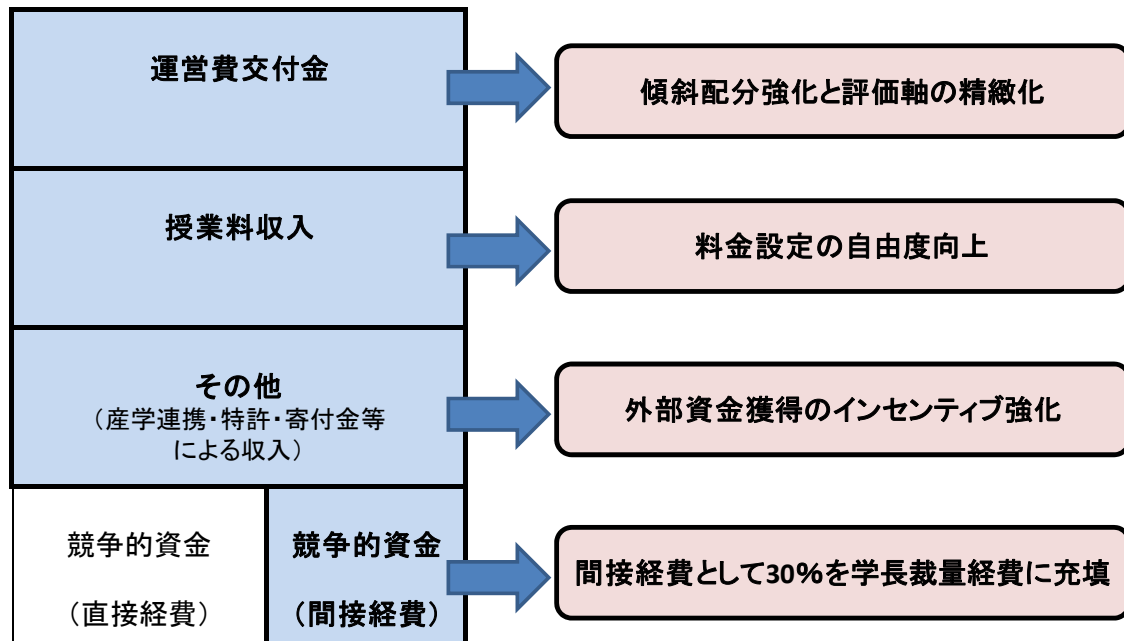 運営費交付金
傾斜配分強化と評価軸の精緻化
授業料収入
料金設定の自由度向上
その他
（産学連携・特許・寄付金等
による収入）
外部資金獲得のインセンティブ強化
競争的資金
（直接経費）
競争的資金
（間接経費）
間接経費として30%を学長裁量経費に充填